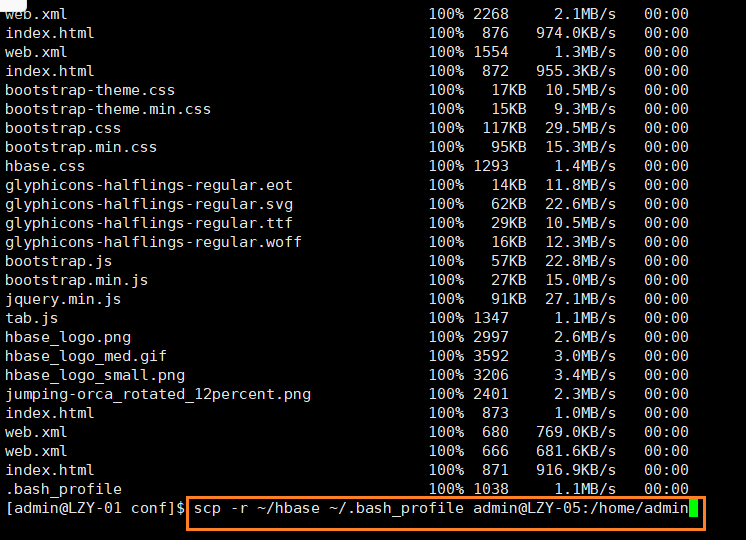 web.xml 100% 2268 2.1MB/s 00:00
index.html 100% 876 974.0KB/s 00:00
web.xml 100% 1554 1.3MB/s 00:00
index.html 100% 872 955.3KB/s 00:00
bootstrap-theme.css 100% 17KB 10.5MB/s 00:00
bootstrap-theme.min.css 100% 15KB 9.3MB/s 00:00
bootstrap.css 100% 117KB 29.5MB/s 00:00
bootstrap.min.css 100% 95KB 15.3MB/s 00:00
hbase.css 100% 1293 1.4MB/s 00:00
glyphicons-halflings-regular.eot 100% 14KB 11.8MB/s 00:00
glyphicons-halflings-regular.svg 100% 62KB 22.6MB/s 00:00
glyphicons-halflings-regular.ttf 100% 29KB 10.5MB/s 00:00
glyphicons-halflings-regular.woff 100% 16KB 12.3MB/s 00:00
bootstrap.js 100% 57KB 22.8MB/s 00:00
bootstrap.min.js 100% 27KB 15.0MB/s 00:00
jquery.min.js 100% 91KB 27.1MB/s 00:00
tab.js 100% 1347 1.1MB/s 00:00
hbase_logo.png 100% 2997 2.6MB/s 00:00
hbase_logo_med.gif 100% 3592 3.0MB/s 00:00
hbase_logo_small.png 100% 3206 3.4MB/s 00:00
jumping-orca_rotated_12percent.png 100% 2401 2.3MB/s 00:00
index.html 100% 873 1.0MB/s 00:00
web.xml 100% 680 769.0KB/s 00:00
web.xml 100% 666 681.6KB/s 00:00
index.html 100% 871 916.9KB/s 00:00
.bash_profile 100% 1038 1.1MB/s 00:00
[admin@LZY-01 conf]$ scp -r ~/hbase ~/.bash_profile admin@LZY-05:/home/admin